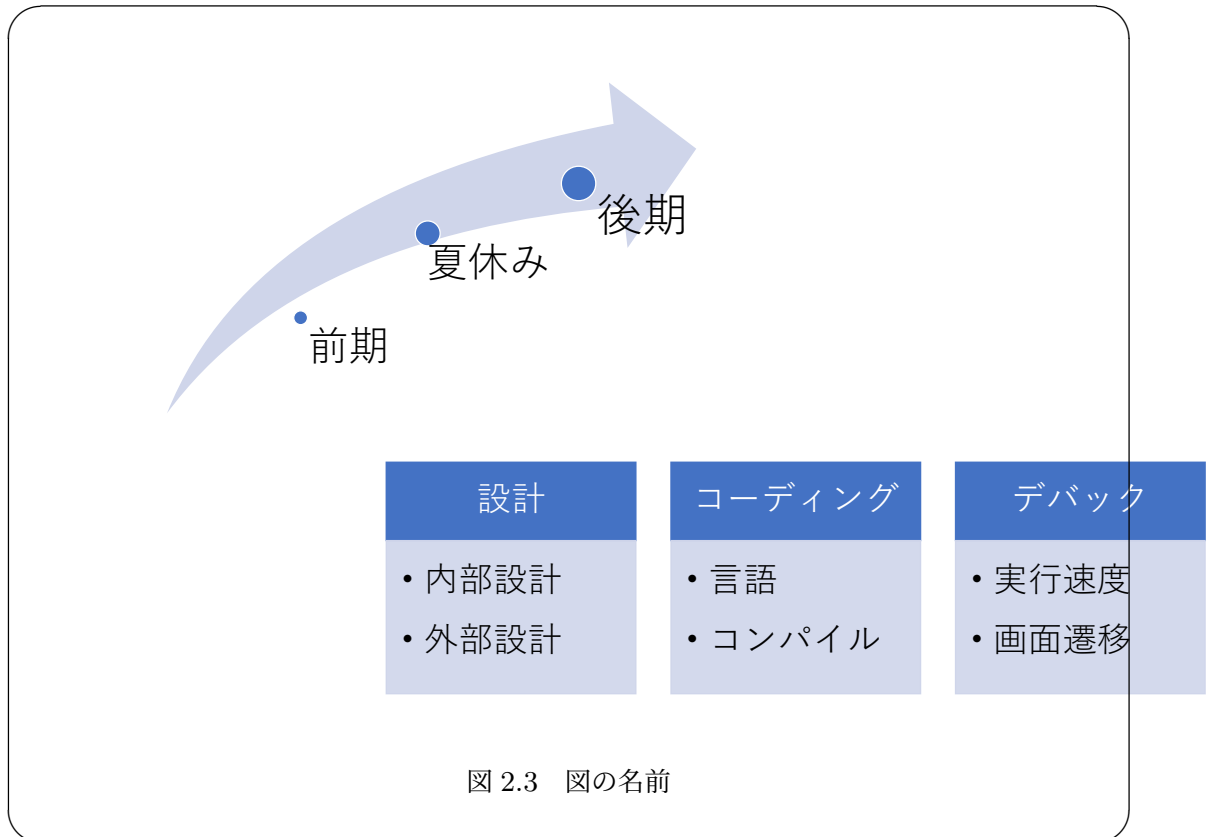 後期
夏休み
前期
設計
・内部設計
・外部設計
コーディング
・言語
・コンパイル
デバック
・実行速度
・画面遷移
図 2.3　図の名前